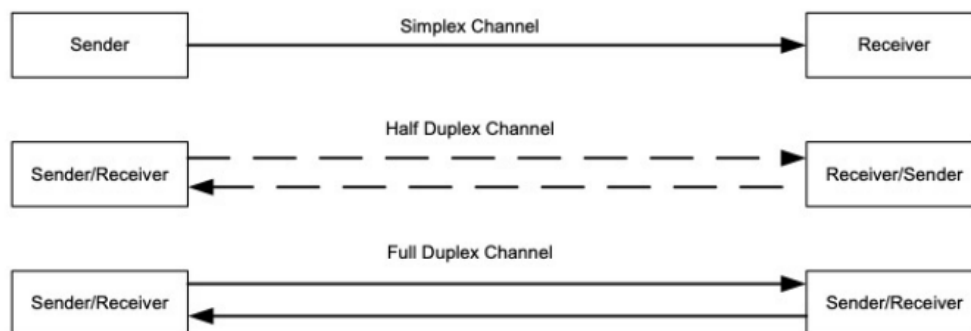 Simplex Channel
Sender
Receiver
Half Duplex Channel
Sender/Receiver
Receiver/Sender
Full Duplex Channel
Sender/Receiver
Sender/Receiver